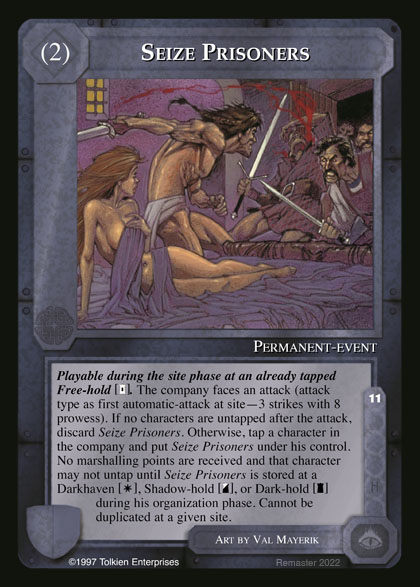 (2)
Seize Prisoners
Permanent-event
Playable during the site phase at an already tapped
Free-hold []. The company faces an attack (attack
type as first automatic-attack at site—3 strikes with 8
prowess). If no characters are untapped after the attack,
discard Seize Prisoners. Otherwise, tap a character in
the company and put Seize Prisoners under his control.
No marshalling points are received and that character
may not untap until Seize Prisoners is stored at a
Darkhaven [], Shadow-hold [], or Dark-hold []
during his organization phase. Cannot be
duplicated at a given site.
11
Art by Val Mayerik
©1997 Tolkien Enterprises
Remaster 2022